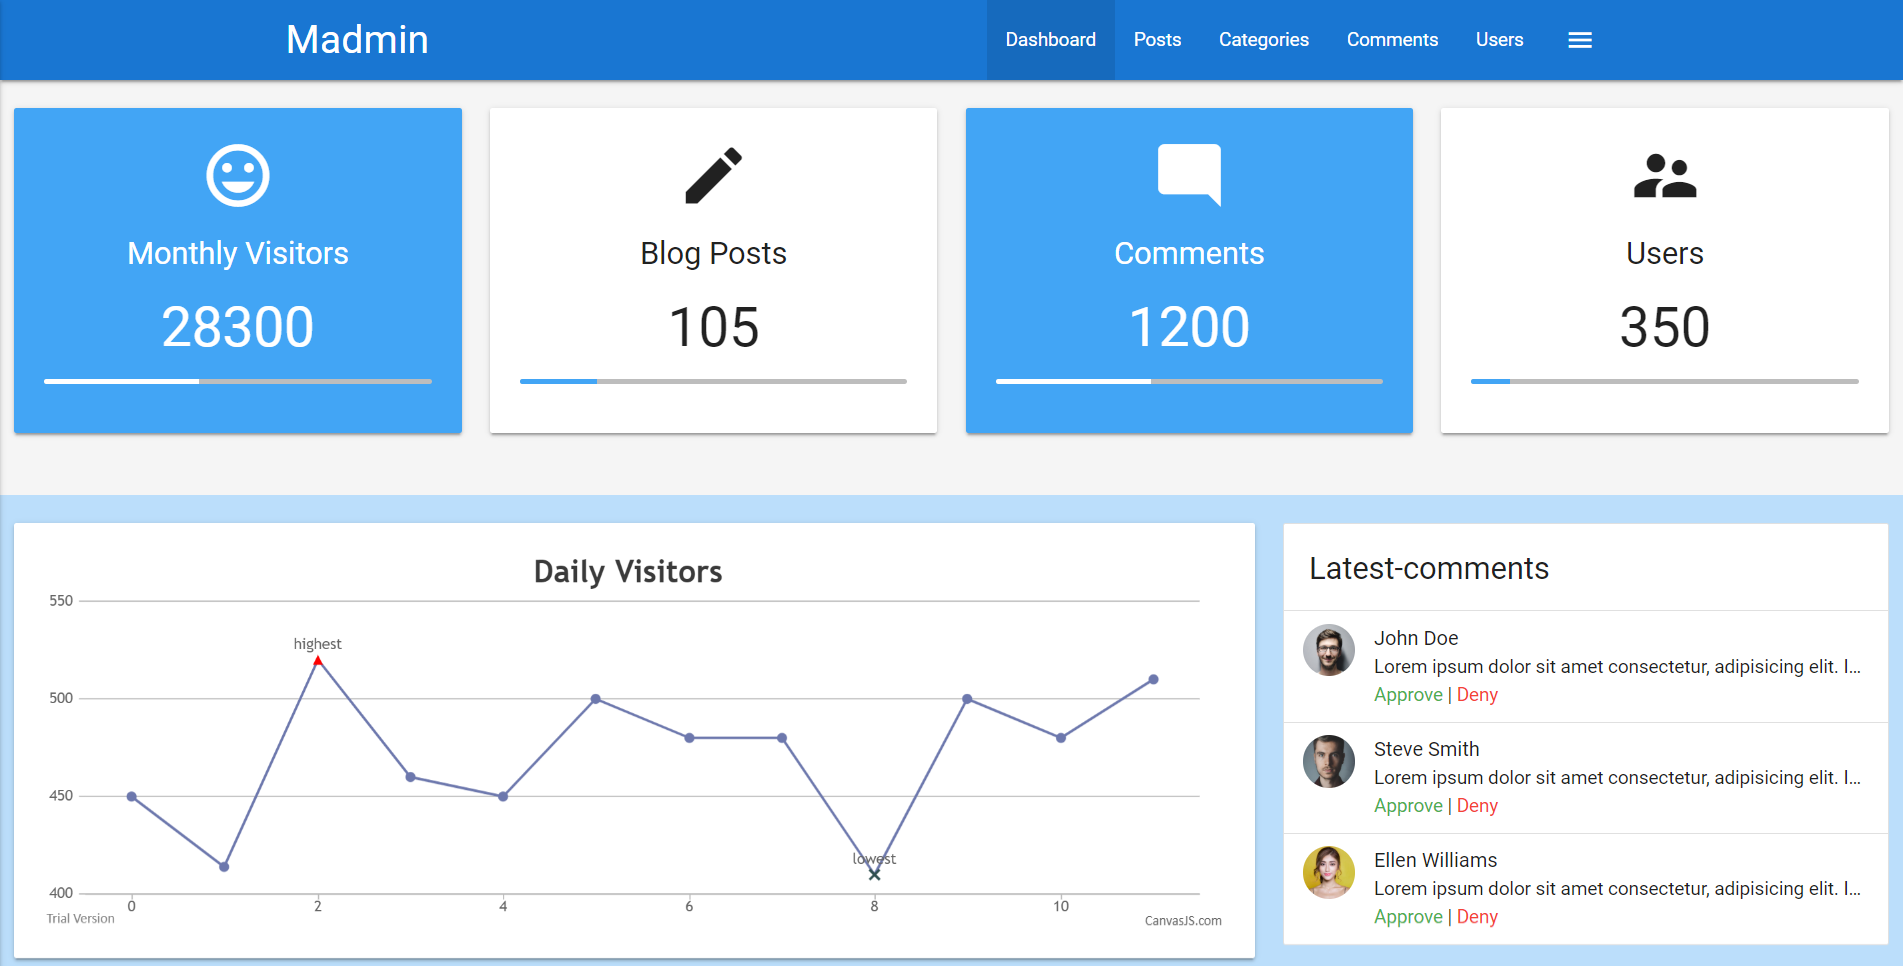 Madmin
Dashboard Posts Categories Comments Users
Monthly Visitors
28300
Blog Posts
105
Comments
1200
Users
350
Daily Visitors
550
500
450
400
highest
lowest
0 2 4 6 8 10
Trial Version
CanvasJS.com
Latest-comments
John Doe
Lorem ipsum dolor sit amet consectetur, adipisicing elit. I...
Approve | Deny
Steve Smith
Lorem ipsum dolor sit amet consectetur, adipisicing elit. I...
Approve | Deny
Ellen Williams
Lorem ipsum dolor sit amet consectetur, adipisicing elit. I...
Approve | Deny